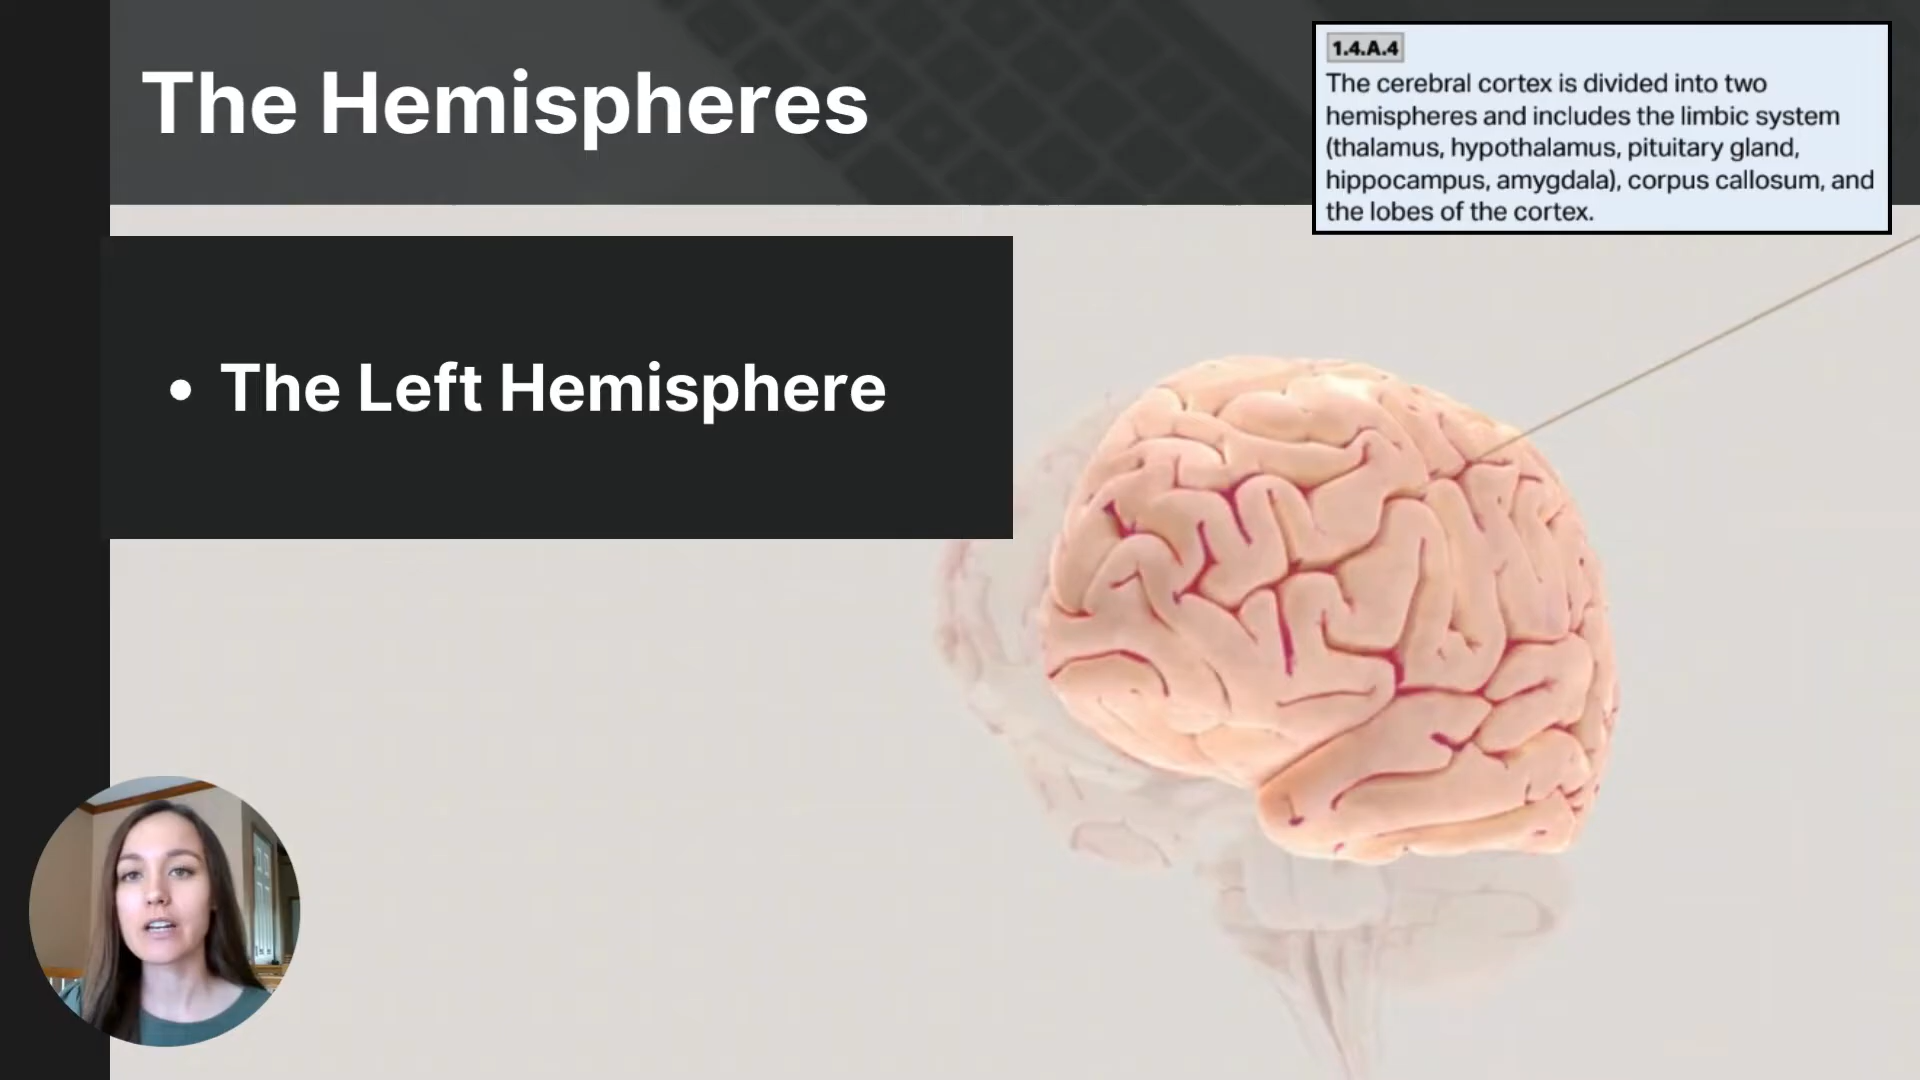 The Hemispheres
1.4.A.4
The cerebral cortex is divided into two
hemispheres and includes the limbic system
(thalamus, hypothalamus, pituitary gland,
hippocampus, amygdala), corpus callosum, and
the lobes of the cortex.
• The Left Hemisphere